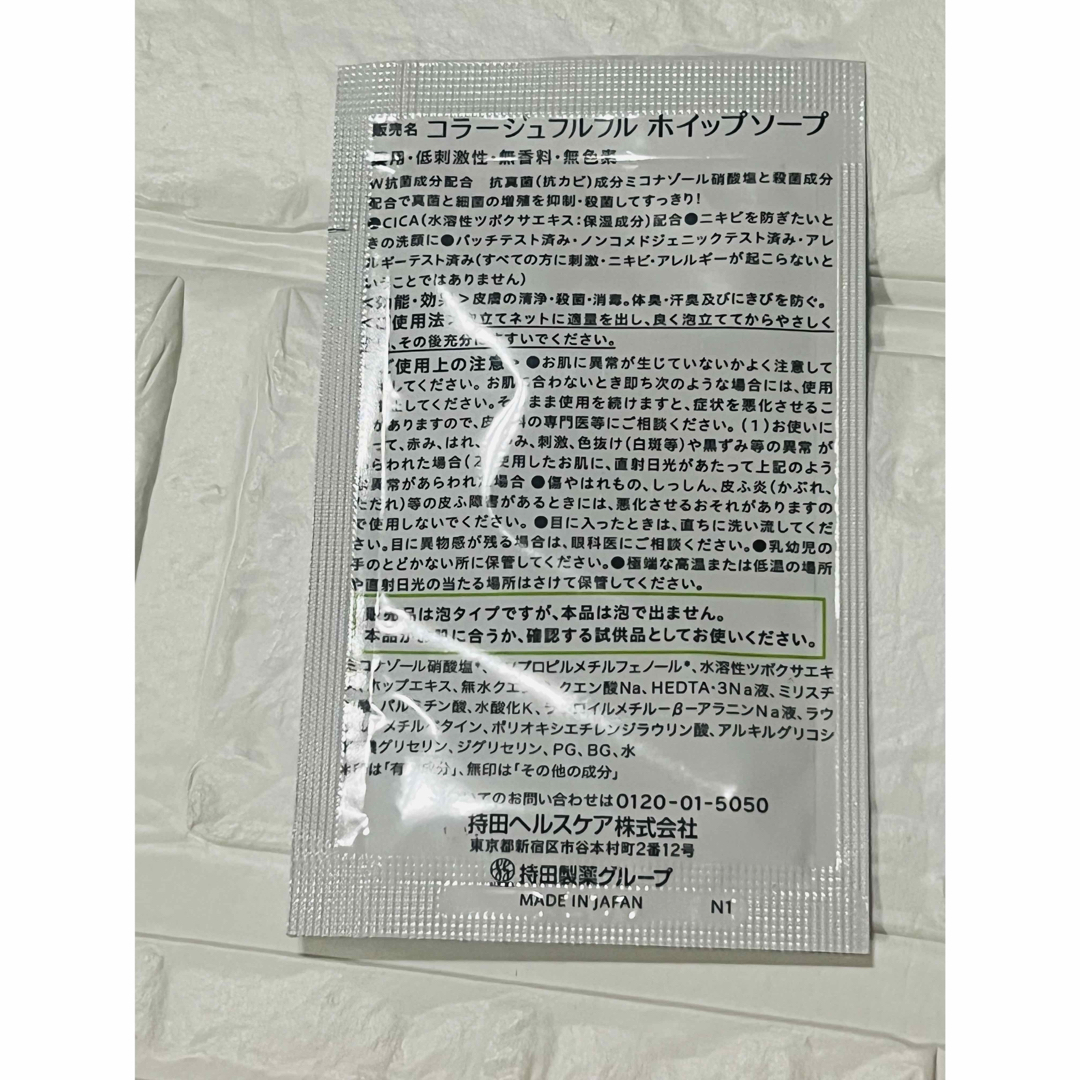 販売名 コラージュフルフル ホイップソープ
用・低刺激性・無香料・無色素
W抗菌成分配合 抗真菌(抗カビ)成分ミコナゾール硝酸塩と殺菌成分
配合で真菌と細菌の増殖を抑制・殺菌してすっきり!
●CICA(水溶性ツボクサエキス:保湿成分)配合●ニキビを防ぎたいと
きの洗顔に●パッチテスト済み・ノンコメドジェニックテスト済み・アレ
ルギーテスト済み(すべての方に刺激・ニキビ・アレルギーが起こらないと
いうことではありません)
<効能・効果>皮膚の清浄・殺菌・消毒。体臭・汗臭及びにきびを防ぐ。
<ご使用法>泡立てネットに適量を出し、良く泡立ててからやさしく
、その後充分にすすいでください。
ご使用上の注意> ●お肌に異常が生じていないかよく注意して
してください。お肌に合わないとき即ち次のような場合には、使用
してください。そのまま使用を続けますと、症状を悪化させるこ
がありますので、皮膚科の専門医等にご相談ください。(1)お使いに
って、赤み、はれ、かゆみ、刺激、色抜け(白斑等)や黒ずみ等の異常が
らわれた場合(2)使用したお肌に、直射日光があたって上記のよう
な異常があらわれた場合 ●傷やはれもの、しっしん、皮ふ炎(かぶれ、
ただれ)等の皮ふ障害があるときには、悪化させるおそれがありますの
で使用しないでください。●目に入ったときは、直ちに洗い流してくだ
さい。目に異物感が残る場合は、眼科医にご相談ください。●乳幼児の
手のとどかない所に保管してください。●極端な高温または低温の場所
や直射日光の当たる場所はさけて保管してください。
販売品は泡タイプですが、本品は泡で出ません。
本品がお肌に合うか、確認する試供品としてお使いください。
ミコナゾール硝酸塩*、イソプロピルメチルフェノール*、水溶性ツボクサエキ
ス、ホップエキス、無水クエン酸、クエン酸Na、HEDTA・3Na液、ミリスチ
パルミチン酸、水酸化K、ラウロイルメチル-β-アラニンNa液、ラウ
メチルベタイン、ポリオキシエチレンジラウリン酸、アルキルグリコシ
濃グリセリン、ジグリセリン、PG、BG、水
*印は「有効成分」、無印は「その他の成分」
いてのお問い合わせは0120-01-5050
持田ヘルスケア株式会社
東京都新宿区市谷本村町2番12号
持田製薬グループ
MADE IN JAPAN N1